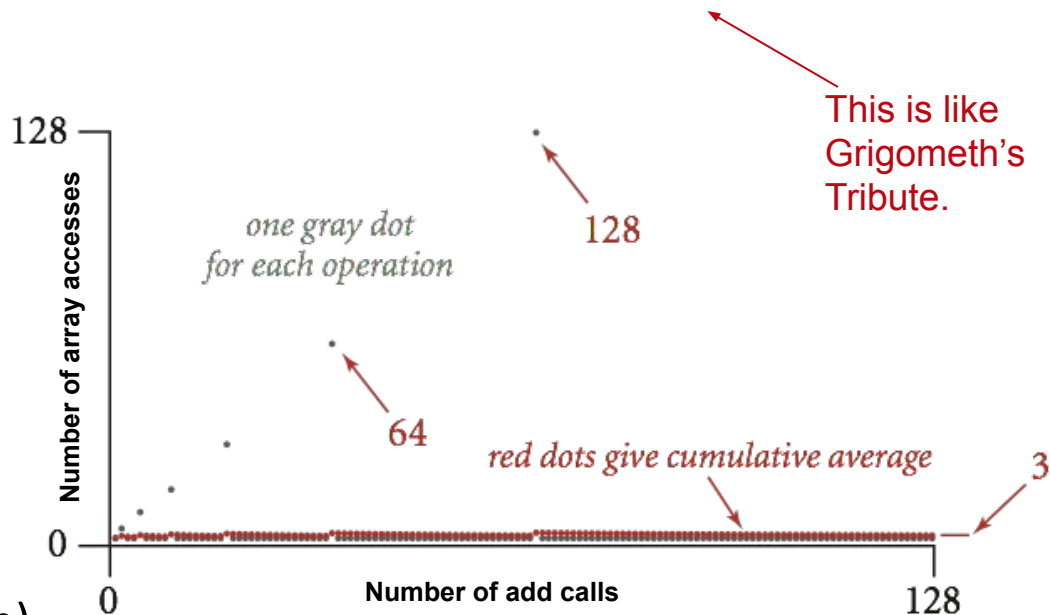 This is like
Grigometh's
Tribute.
128
Number of array accesses
one gray dot
for each operation
128
64
red dots give cumulative average
3
0
0
Number of add calls
128